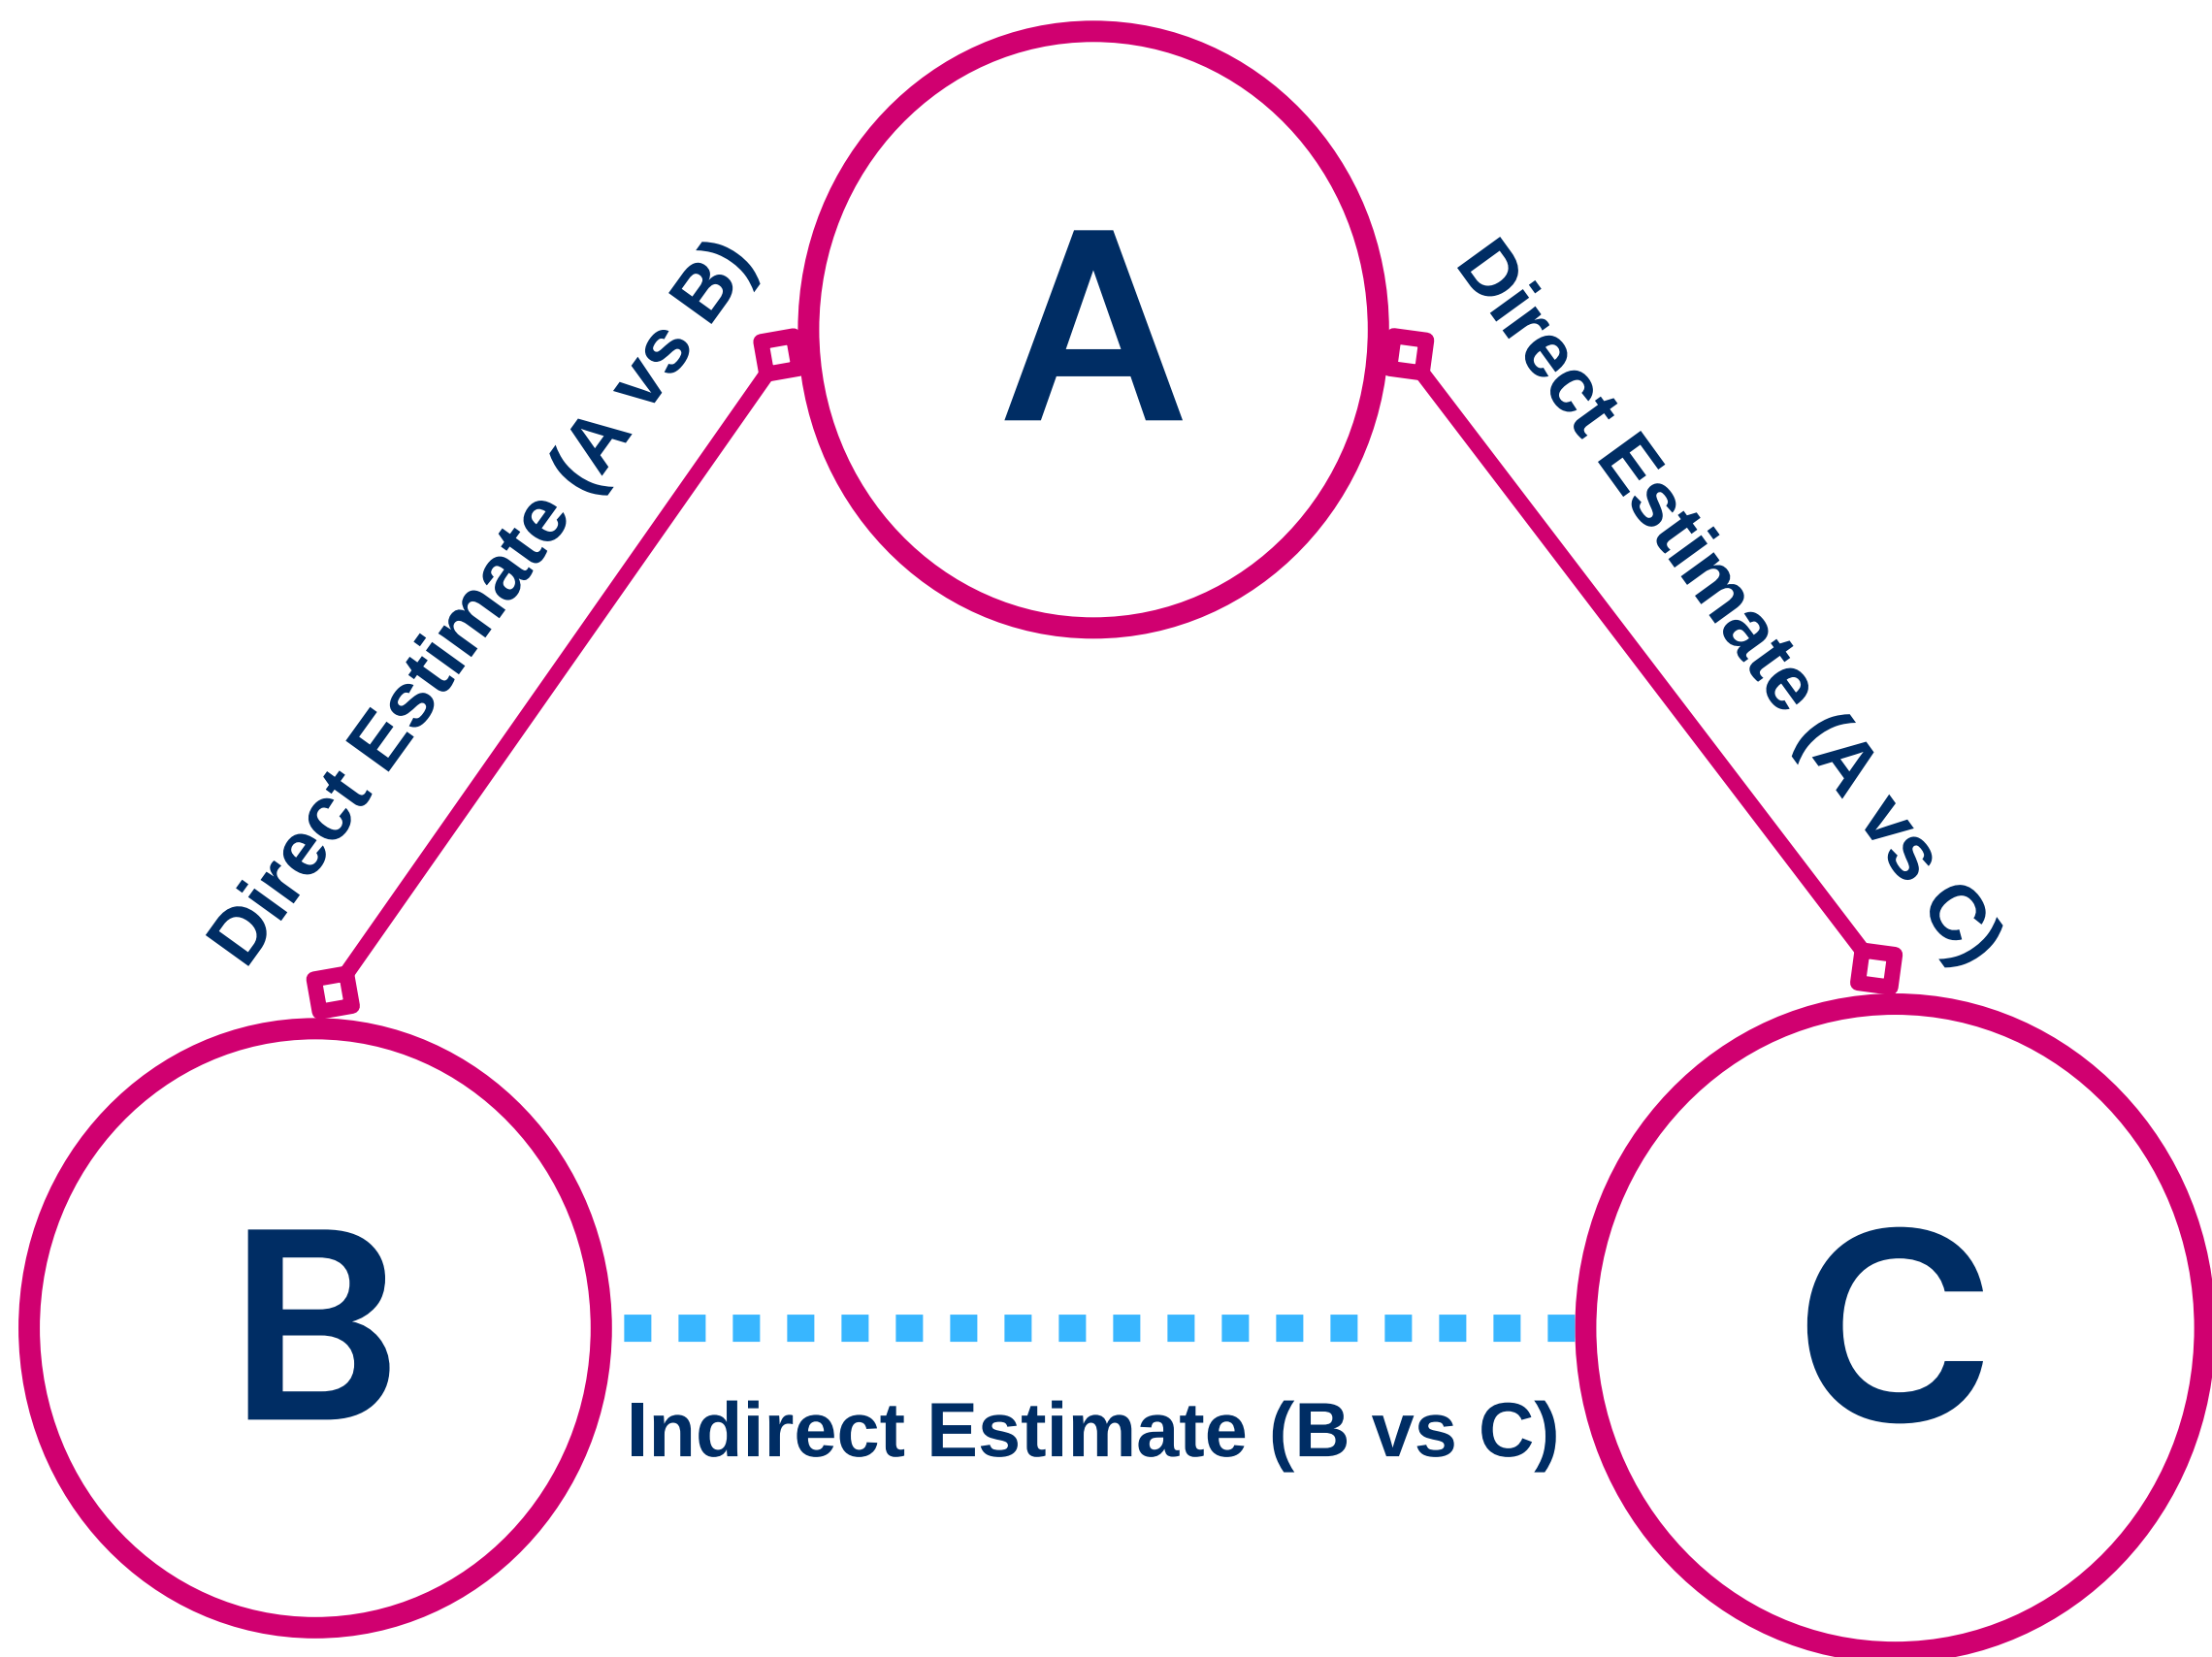 A
Direct Estimate (A vs B)
Direct Estimate (A vs C)
B
C
Indirect Estimate (B vs C)